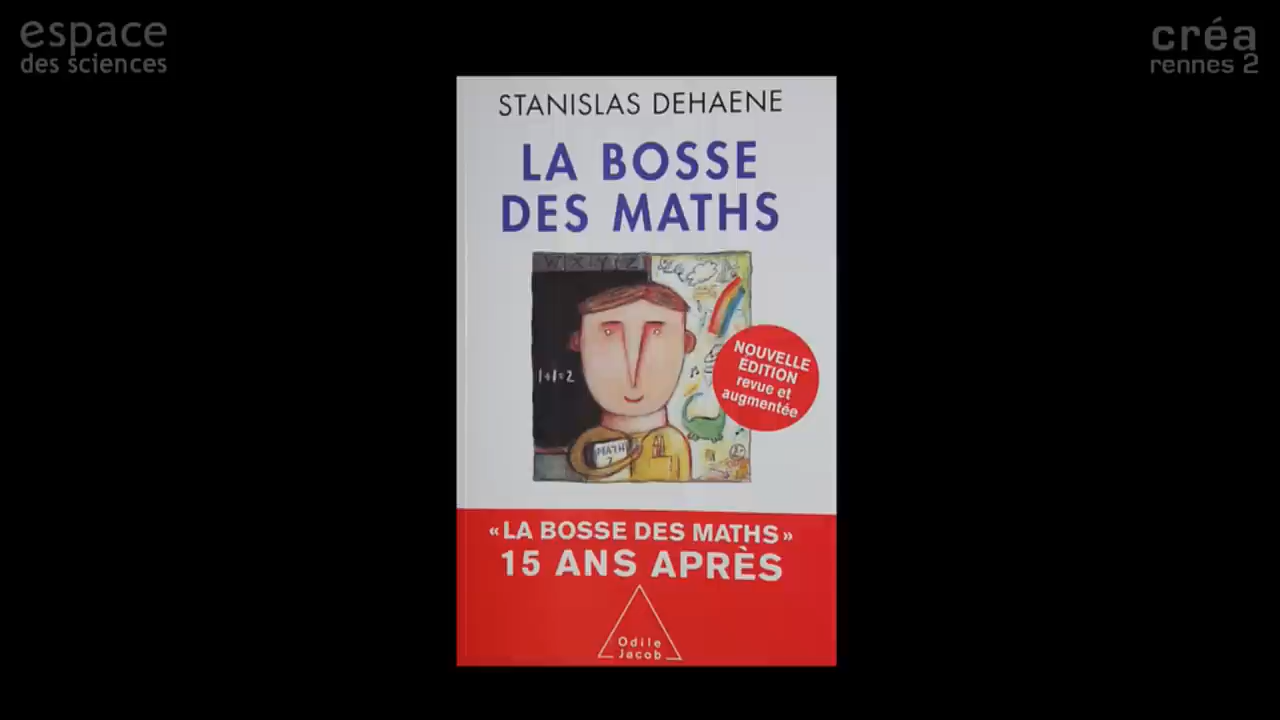 espace
des sciences
créa
rennes 2
STANISLAS DEHAENE
LA BOSSE
DES MATHS
W X Y Z
1+1=2
MATH
NOUVELLE
ÉDITION
revue et
augmentée
« LA BOSSE DES MATHS »
15 ANS APRÈS
Odile
Jacob